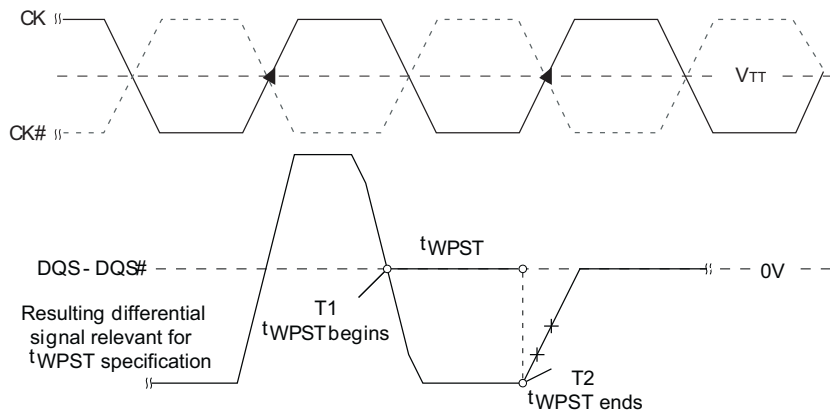 CK
VTT
CK#
tWPST
DQS - DQS#
0V
T1
tWPST begins
Resulting differential
signal relevant for
tWPST specification
T2
tWPST ends